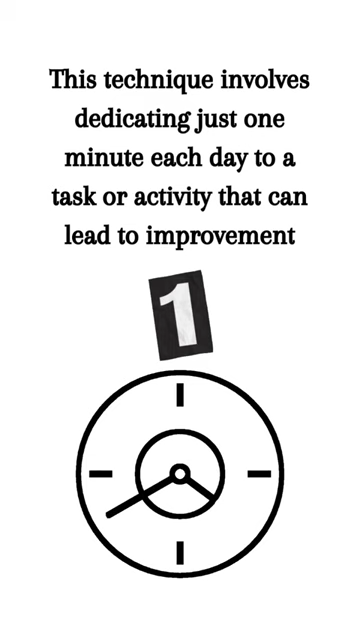 This technique involves
dedicating just one
minute each day to a
task or activity that can
lead to improvement
1